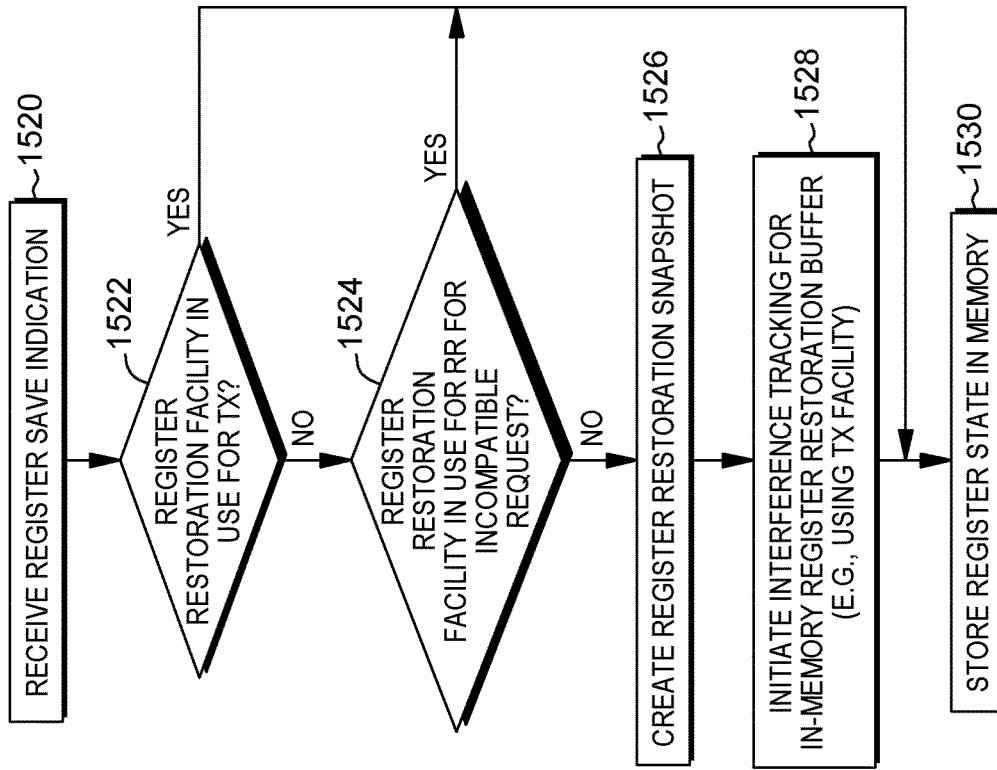 RECEIVE REGISTER SAVE INDICATION
1520
1522
REGISTER
RESTORATION FACILITY IN
USE FOR TX?
YES
NO
1524
REGISTER
RESTORATION
FACILITY IN USE FOR RR FOR
INCOMPATIBLE
REQUEST?
YES
NO
1526
CREATE REGISTER RESTORATION SNAPSHOT
1528
INITIATE INTERFERENCE TRACKING FOR
IN-MEMORY REGISTER RESTORATION BUFFER
(E.G., USING TX FACILITY)
1530
STORE REGISTER STATE IN MEMORY